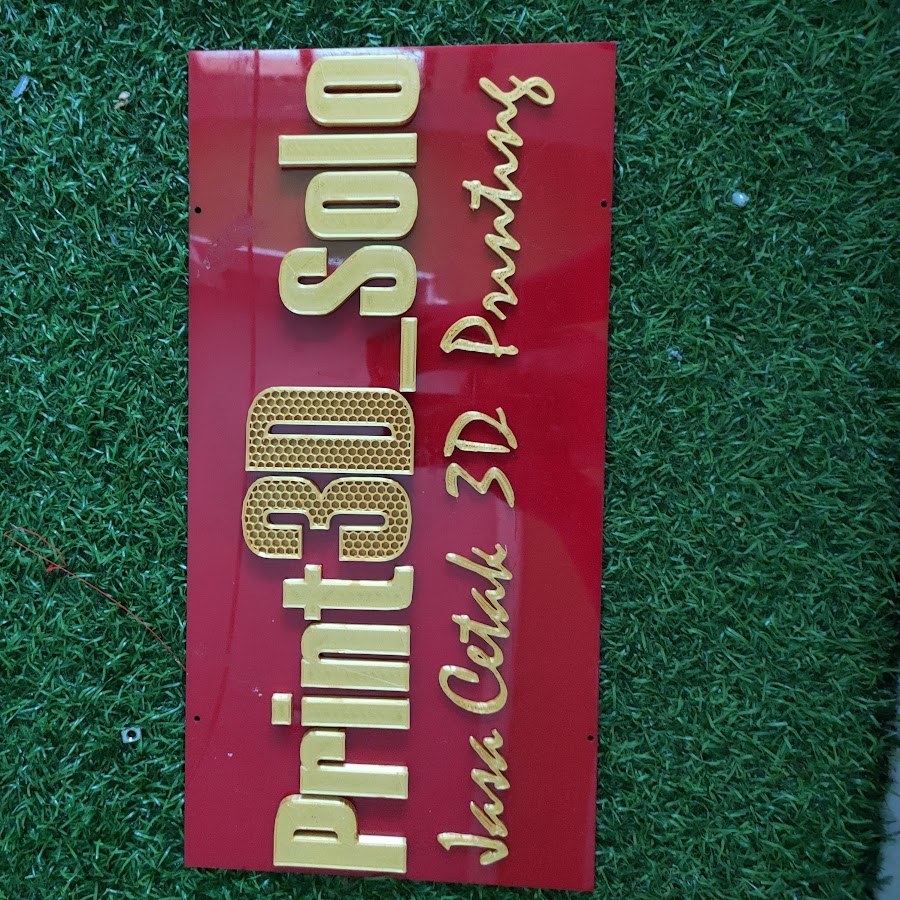 Print3D_Solo
Jasa Cetak 3D Printing